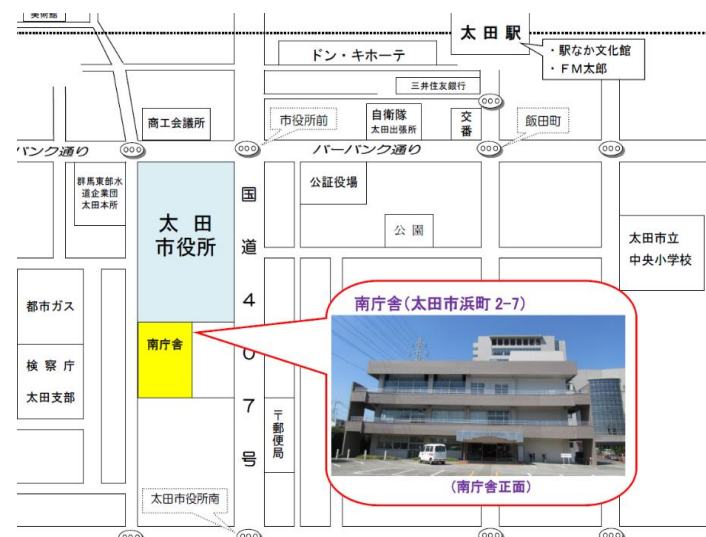 美術館
太田駅
・駅なか文化館
・FM太郎
ドン・キホーテ
三井住友銀行
商工会議所
市役所前
自衛隊
太田出張所
交番
飯田町
バンク通り
バーバンク通り
群馬東部水
道企業団
太田本所
太田
市役所
国道407号
公証役場
公園
太田市立
中央小学校
都市ガス
南庁舎(太田市浜町2-7)
南庁舎
検察庁
太田支部
〒郵便局
(南庁舎正面)
太田市役所南